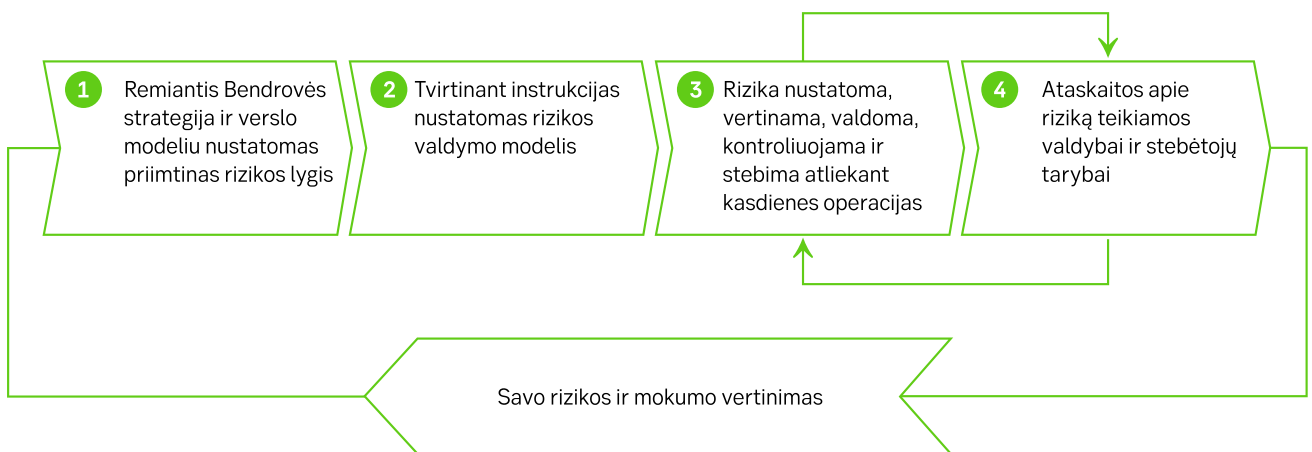 1
Remiantis Bendrovės
strategija ir verslo
modeliu nustatomas
priimtinas rizikos lygis
2
Tvirtinant instrukcijas
nustatomas rizikos
valdymo modelis
3
Rizika nustatoma,
vertinama, valdoma,
kontroliuojama ir
stebima atliekant
kasdienes operacijas
4
Ataskaitos apie
riziką teikiamos
valdybai ir stebėtojų
tarybai
Savo rizikos ir mokumo vertinimas